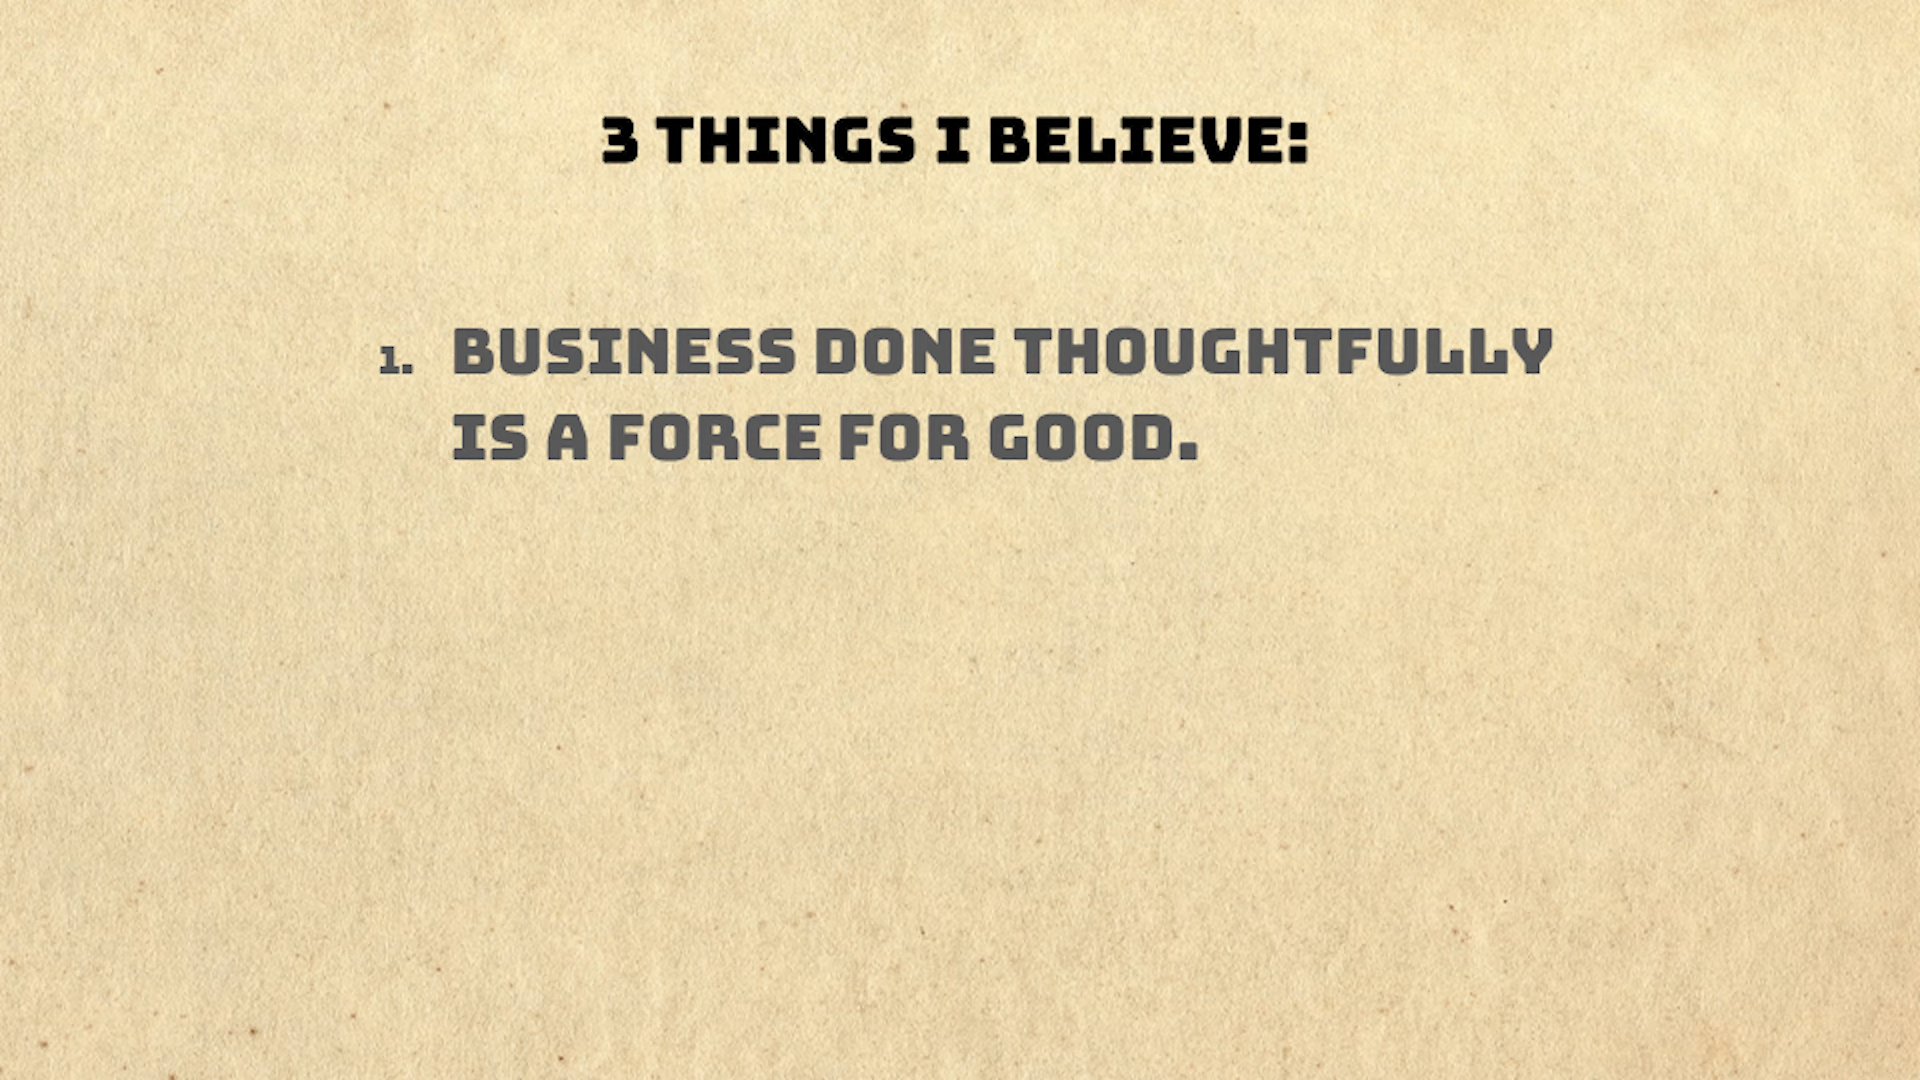 3 THINGS I BELIEVE:
1. BUSINESS DONE THOUGHTFULLY
IS A FORCE FOR GOOD.